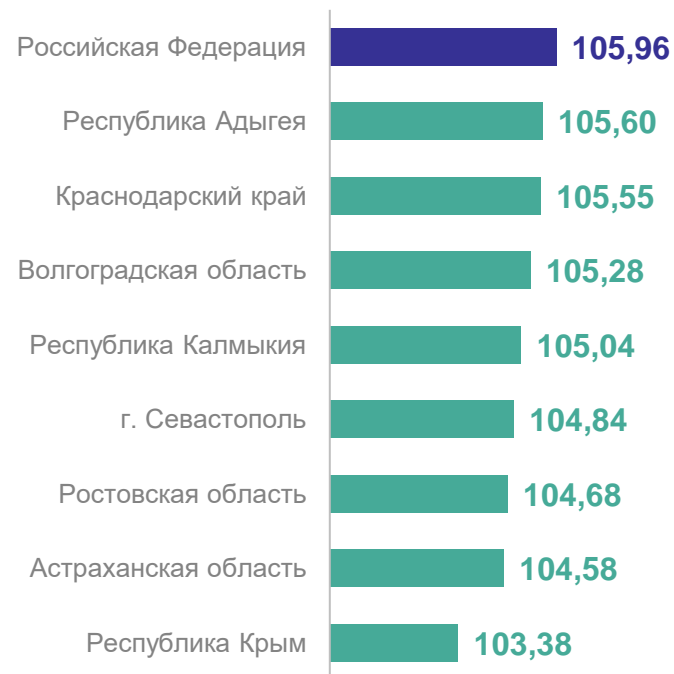 Российская Федерация 105,96
Республика Адыгея 105,60
Краснодарский край 105,55
Волгоградская область 105,28
Республика Калмыкия 105,04
г. Севастополь 104,84
Ростовская область 104,68
Астраханская область 104,58
Республика Крым 103,38